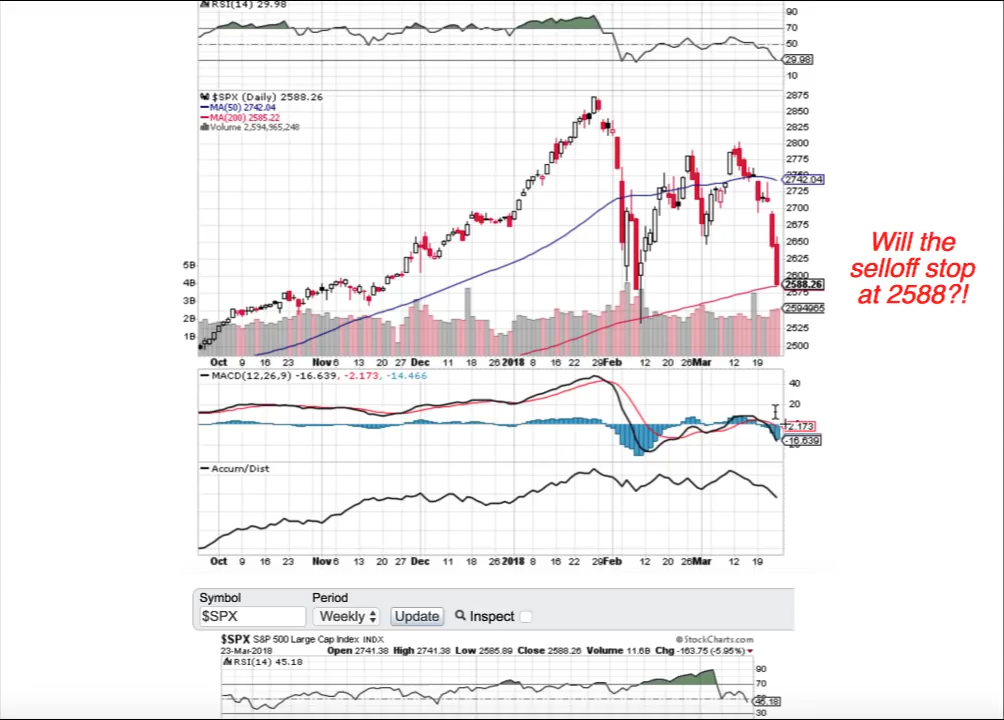 RSI(14) 29.98
90
70
50
29.98
10
$SPX (Daily) 2588.26
MA(50) 2742.04
MA(200) 2585.22
Volume 2,594,965,248
2875
2850
2825
2800
2775
2742.04
2725
2700
2675
2650
2625
2600
2588.26
2575
2594965
2525
2500
5B
4B
3B
2B
1B
Will the
selloff stop
at 2588?!
Oct 9 16 23 Nov 6 13 20 27 Dec 11 18 26 2018 8 16 22 29 Feb 12 20 26 Mar 12 19
MACD(12,26,9) -16.639, -2.173, -14.466
40
20
-2.173
-16.639
Accum/Dist
Oct 9 16 23 Nov 6 13 20 27 Dec 11 18 26 2018 8 16 22 29 Feb 12 20 26 Mar 12 19
Symbol Period
$SPX Weekly Update Inspect
$SPX S&P 500 Large Cap Index INDX © StockCharts.com
23-Mar-2018 Open 2741.38 High 2741.38 Low 2585.89 Close 2588.26 Volume 11.6B Chg -163.75 (-5.95%)
RSI(14) 45.18
90
70
45.18
30